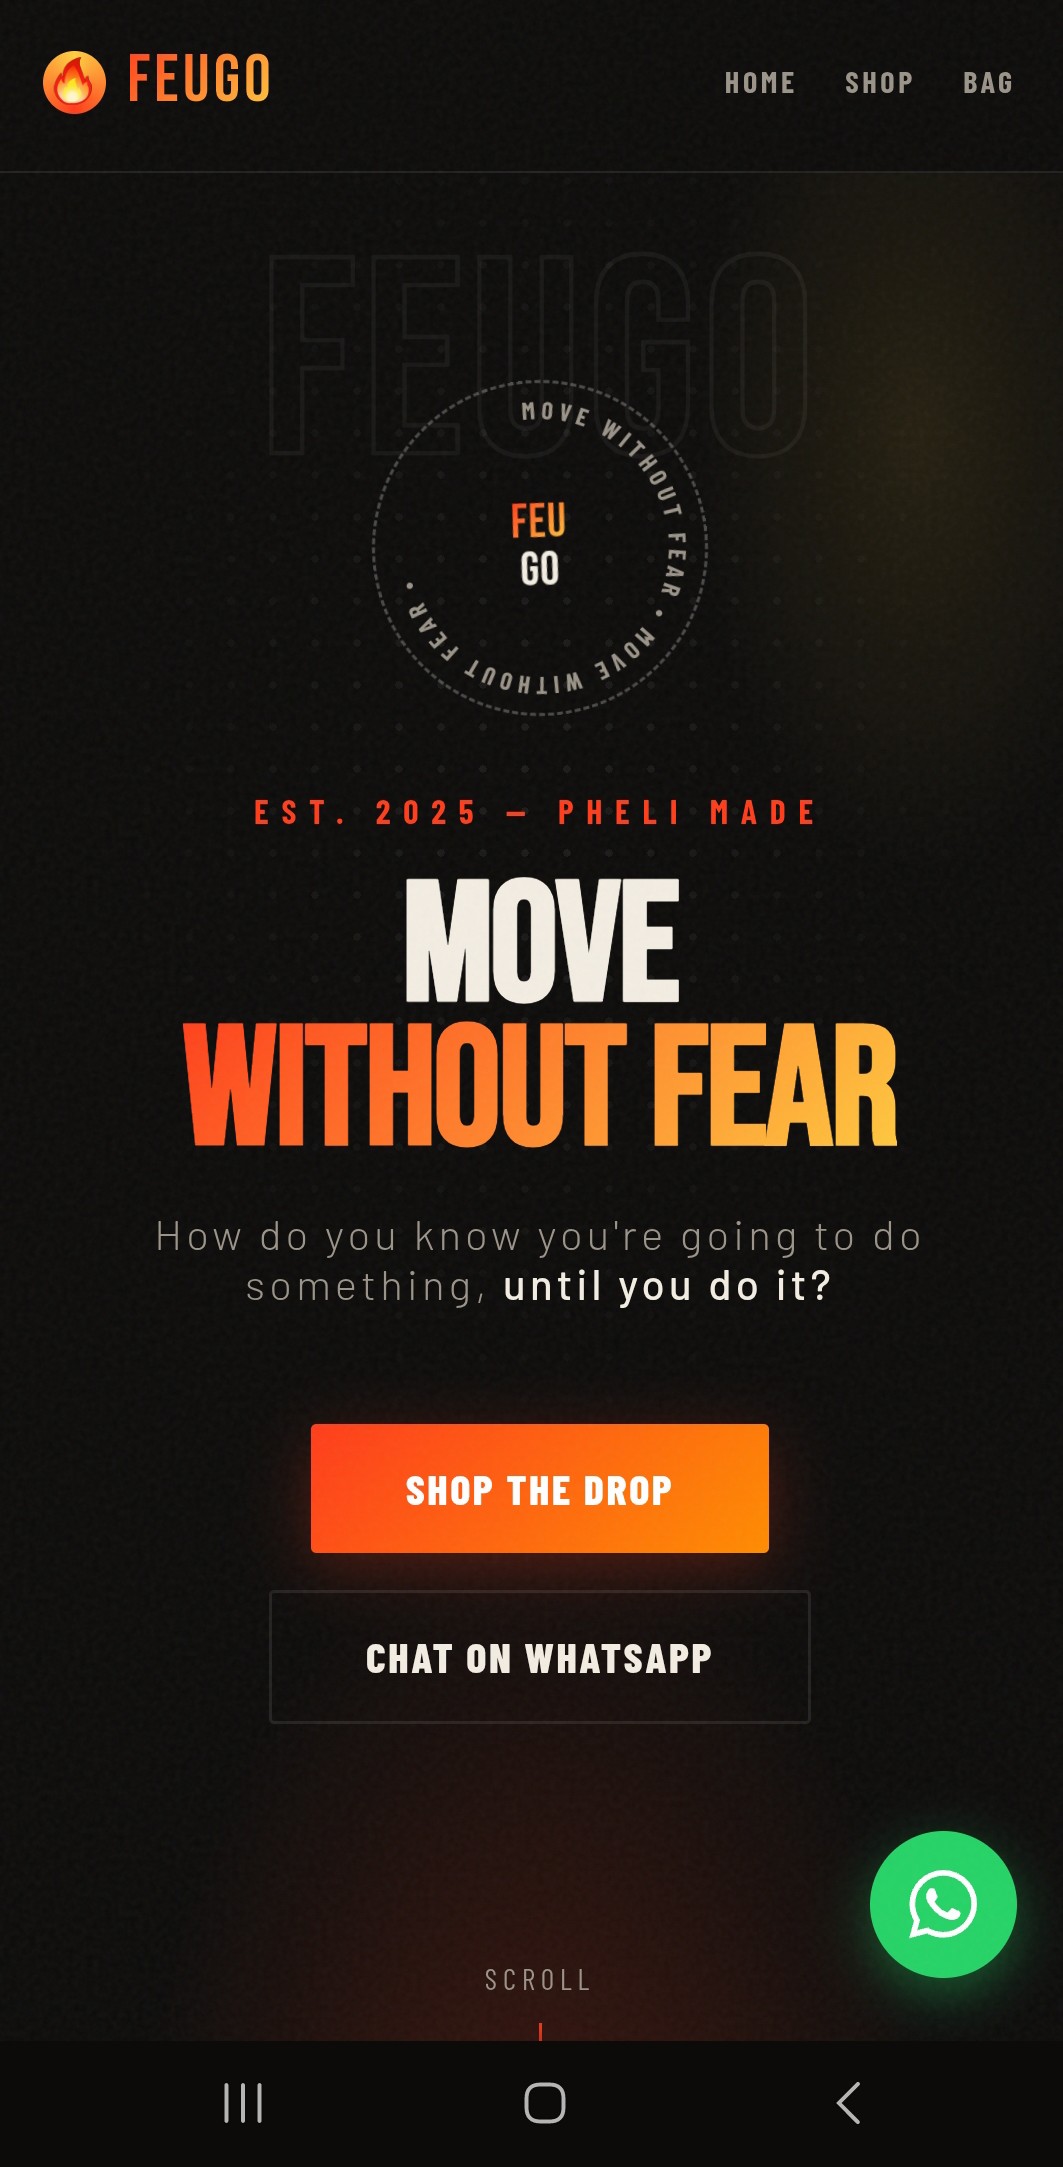 FEUGO
HOME SHOP BAG
FEUGO
MOVE WITHOUT FEAR • MOVE WITHOUT FEAR •
FEU
GO
EST. 2025 — PHELI MADE
MOVE
WITHOUT FEAR
How do you know you're going to do
something, until you do it?
SHOP THE DROP
CHAT ON WHATSAPP
SCROLL